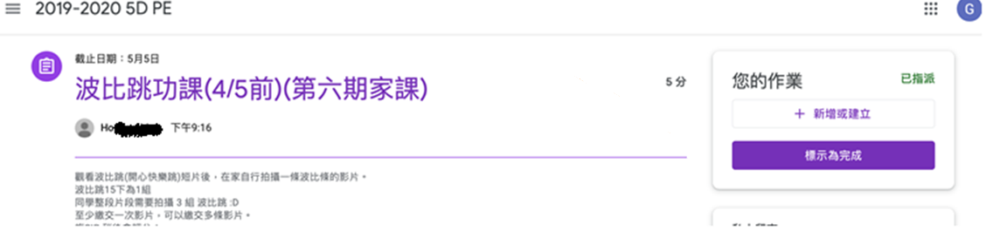 2019-2020 5D PE
G
截止日期：5月5日
波比跳功課(4/5前)(第六期家課)
5 分
Ho
下午9:16
觀看波比跳(開心快樂跳)短片後，在家自行拍攝一條波比條的影片。
波比跳15下為1組
同學整段片段需要拍攝 3 組 波比跳 :D
至少繳交一次影片，可以繳交多條影片。
您的作業
已指派
+ 新增或建立
標示為完成